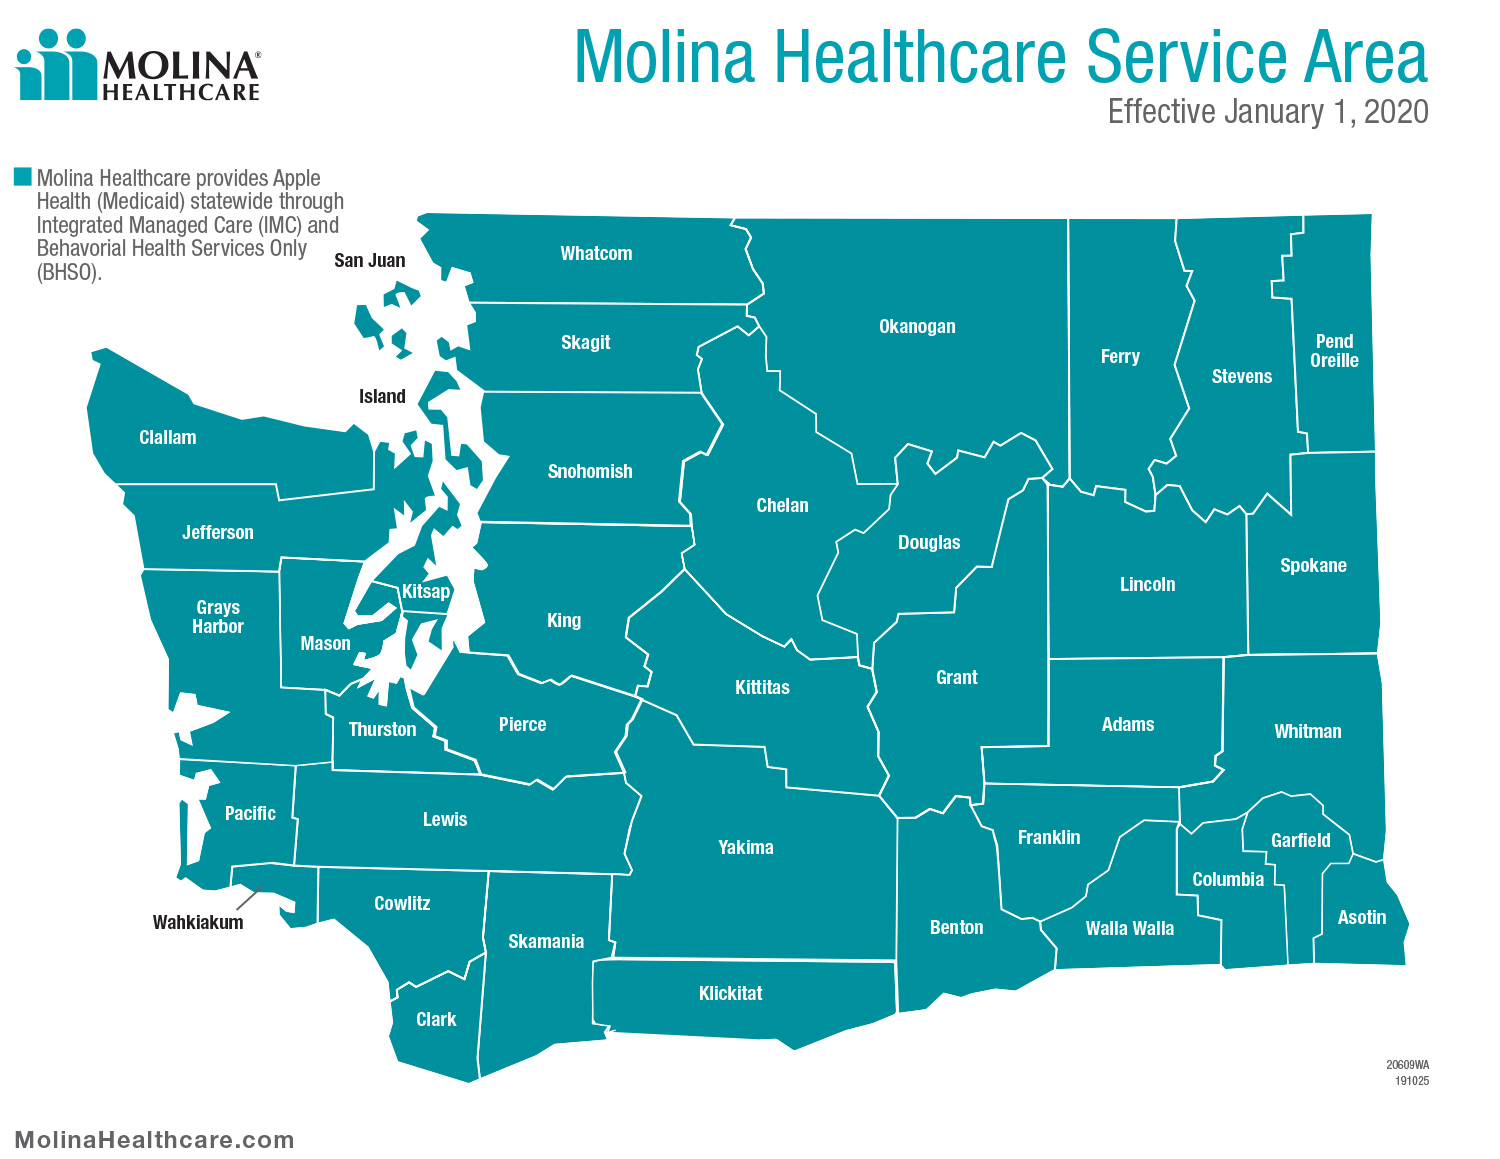 MOLINA®
HEALTHCARE
Molina Healthcare Service Area
Effective January 1, 2020
Molina Healthcare provides Apple
Health (Medicaid) statewide through
Integrated Managed Care (IMC) and
Behavorial Health Services Only
(BHSO).
San Juan
Whatcom
Skagit
Okanogan
Ferry
Stevens
Pend
Oreille
Island
Clallam
Snohomish
Chelan
Jefferson
Douglas
Lincoln
Spokane
Kitsap
Grays
Harbor
Mason
King
Kittitas
Grant
Thurston
Pierce
Adams
Whitman
Pacific
Lewis
Yakima
Franklin
Garfield
Columbia
Wahkiakum
Cowlitz
Skamania
Benton
Walla Walla
Asotin
Klickitat
Clark
20609WA
191025
MolinaHealthcare.com